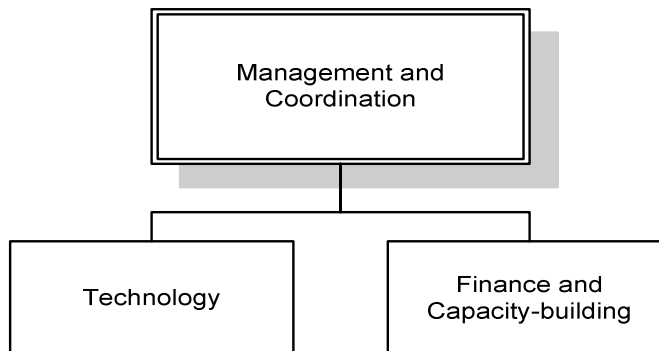 Management and
Coordination
Technology
Finance and
Capacity-building